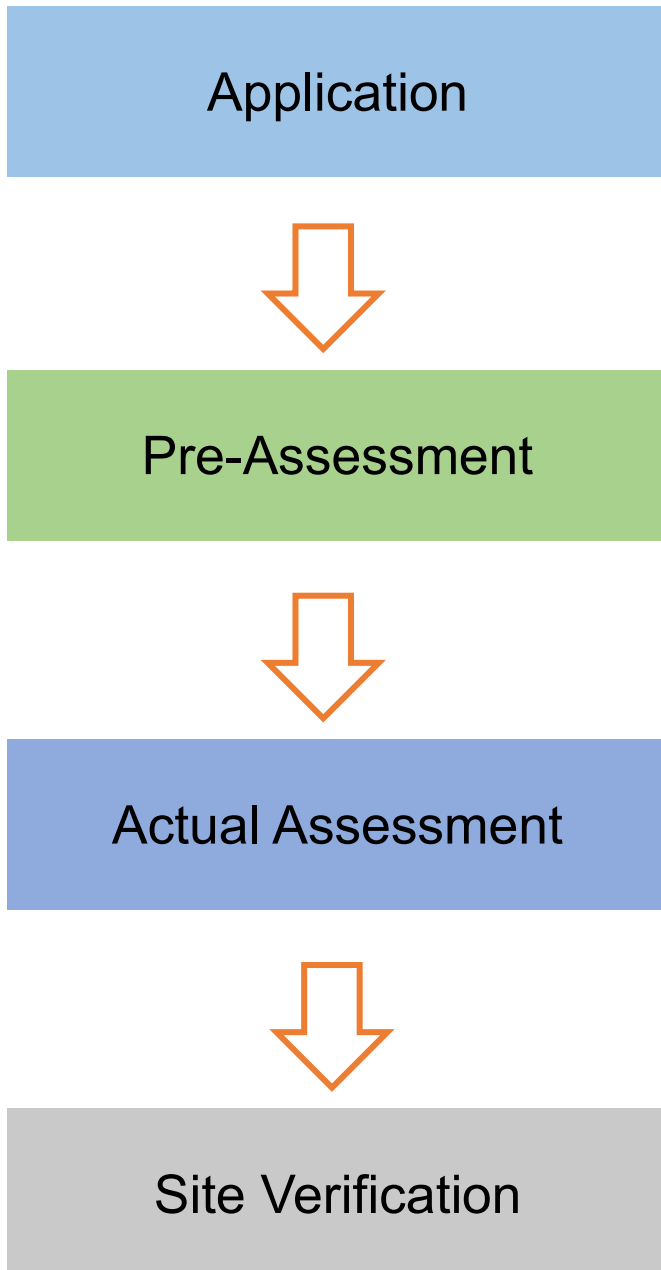 Application
Pre-Assessment
Actual Assessment
Site Verification